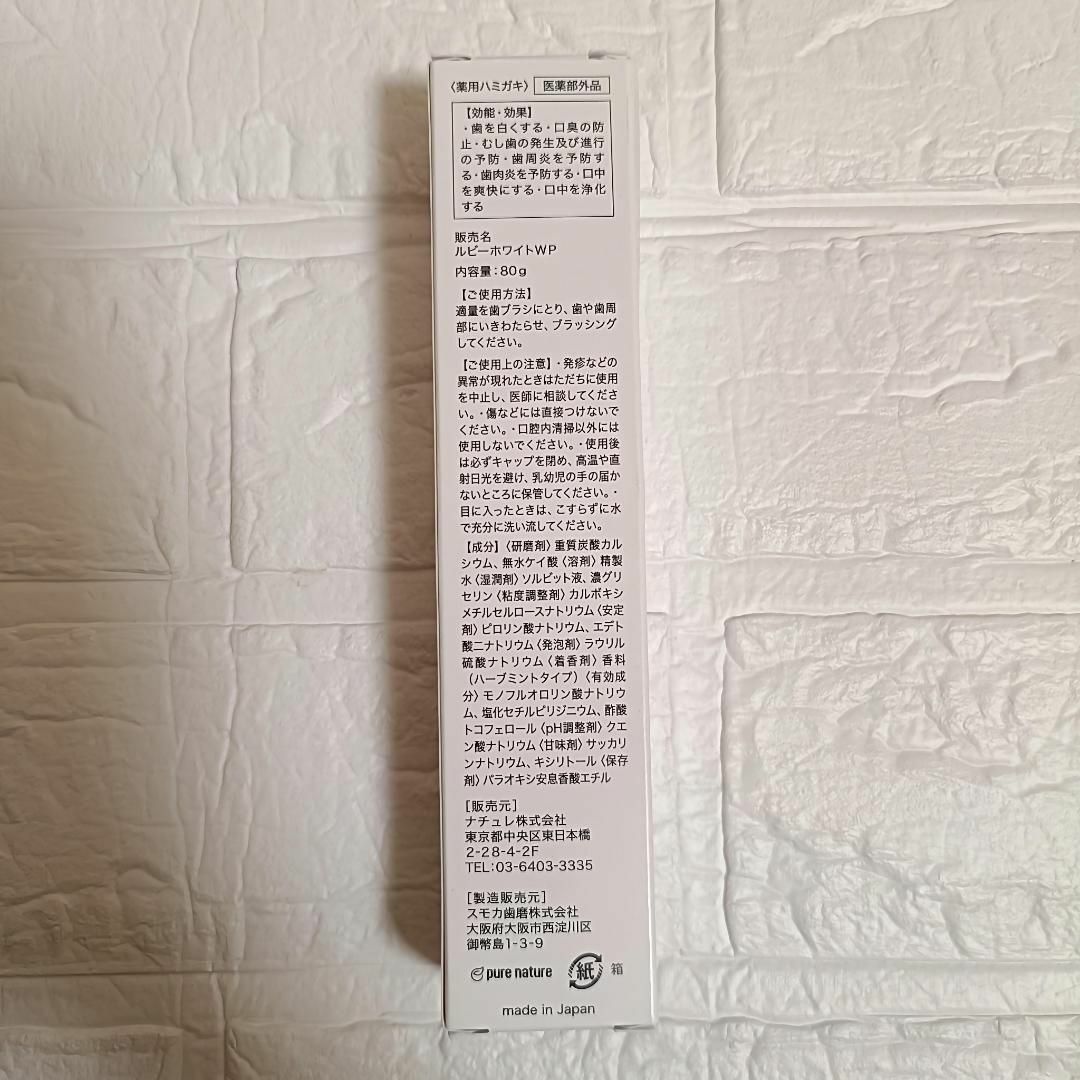 〈薬用ハミガキ〉 医薬部外品
【効能・効果】
・歯を白くする・口臭の防
止・むし歯の発生及び進行
の予防・歯周炎を予防す
る・歯肉炎を予防する・口中
を爽快にする・口中を浄化
する
販売名
ルビーホワイトWP
内容量:80g
【ご使用方法】
適量を歯ブラシにとり、歯や歯周
部にいきわたらせ、ブラッシング
してください。
【ご使用上の注意】・発疹などの
異常が現れたときはただちに使用
を中止し、医師に相談してくださ
い。・傷などには直接つけないで
ください。・口腔内清掃以外には
使用しないでください。・使用後
は必ずキャップを閉め、高温や直
射日光を避け、乳幼児の手の届か
ないところに保管してください。・
目に入ったときは、こすらずに水
で充分に洗い流してください。
【成分】〈研磨剤〉重質炭酸カル
シウム、無水ケイ酸〈溶剤〉精製
水〈湿潤剤〉ソルビット液、濃グリ
セリン〈粘度調整剤〉カルボキシ
メチルセルロースナトリウム〈安定
剤〉ピロリン酸ナトリウム、エデト
酸二ナトリウム〈発泡剤〉ラウリル
硫酸ナトリウム〈着香剤〉香料
(ハーブミントタイプ)〈有効成
分〉モノフルオロリン酸ナトリウ
ム、塩化セチルピリジニウム、酢酸
トコフェロール〈pH調整剤〉クエ
ン酸ナトリウム〈甘味剤〉サッカリ
ンナトリウム、キシリトール〈保存
剤〉パラオキシ安息香酸エチル
[販売元]
ナチュレ株式会社
東京都中央区東日本橋
2-28-4-2F
TEL:03-6403-3335
[製造販売元]
スモカ歯磨株式会社
大阪府大阪市西淀川区
御幣島1-3-9
pure nature 紙 箱
made in Japan